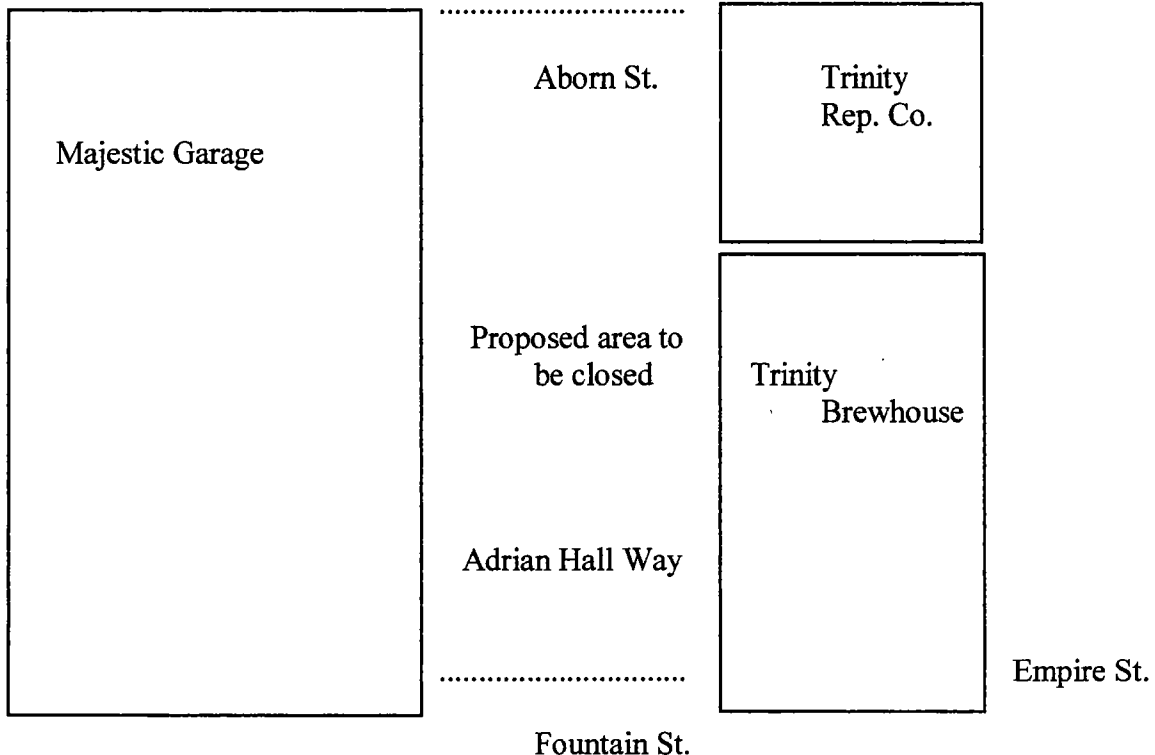 Aborn St.
Trinity
Rep. Co.
Majestic Garage
Proposed area to
be closed
Trinity
Brewhouse
Adrian Hall Way
Empire St.
Fountain St.